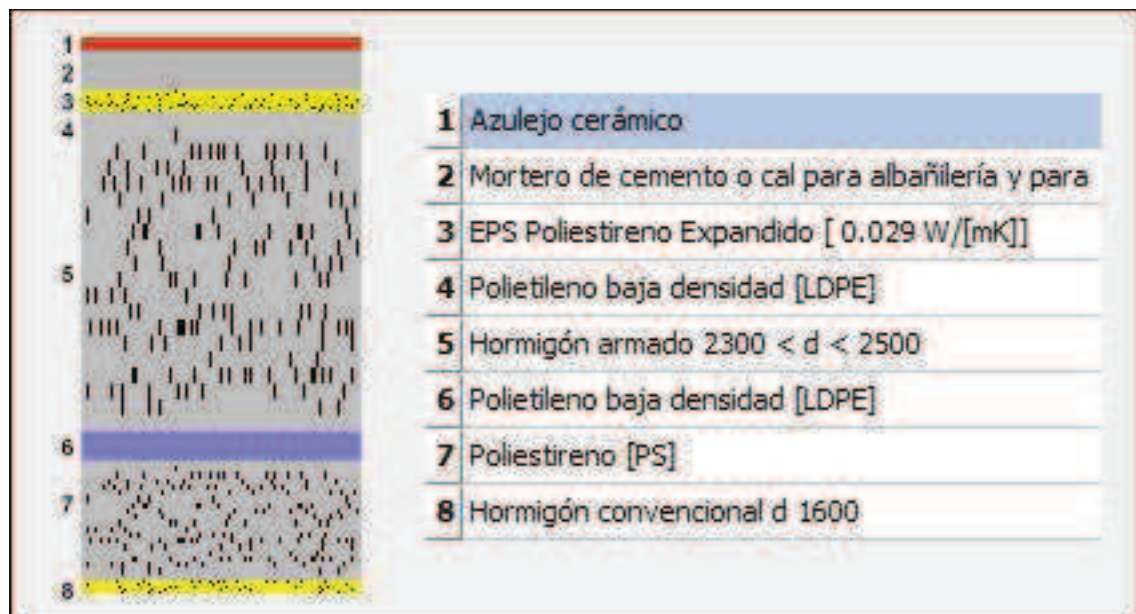 1
2
3
4
5
6
7
8
1 Azulejo cerámico
2 Mortero de cemento o cal para albañilería y para
3 EPS Poliestireno Expandido [ 0.029 W/[mK]]
4 Polietileno baja densidad [LDPE]
5 Hormigón armado 2300 < d < 2500
6 Polietileno baja densidad [LDPE]
7 Poliestireno [PS]
8 Hormigón convencional d 1600